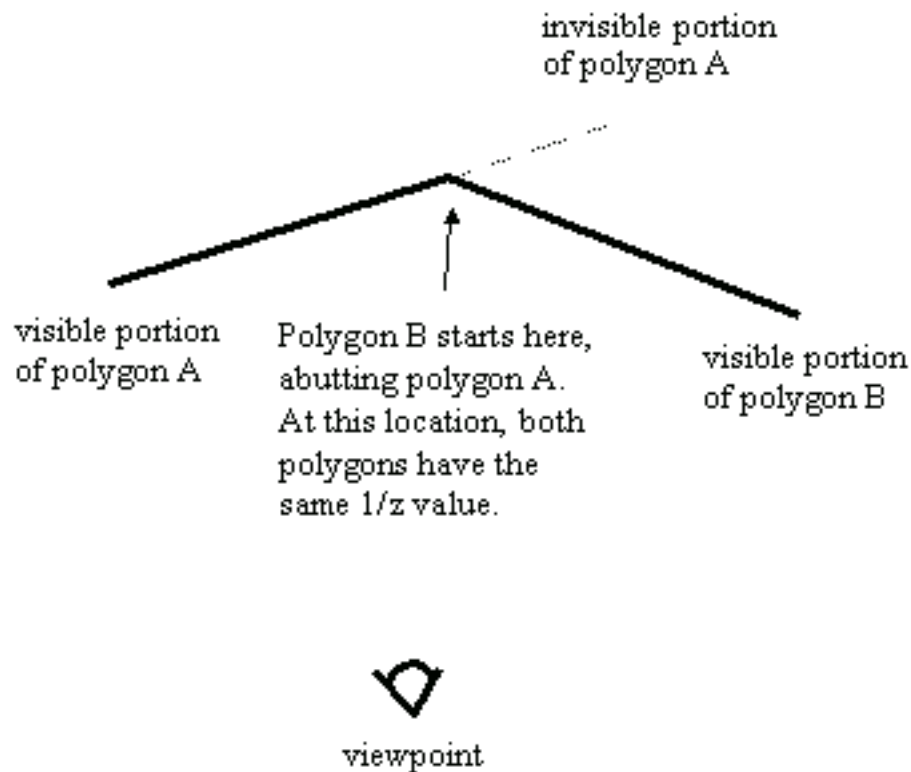 invisible portion
of polygon A
visible portion
of polygon A
Polygon B starts here,
abutting polygon A.
At this location, both
polygons have the
same 1/z value.
visible portion
of polygon B
viewpoint